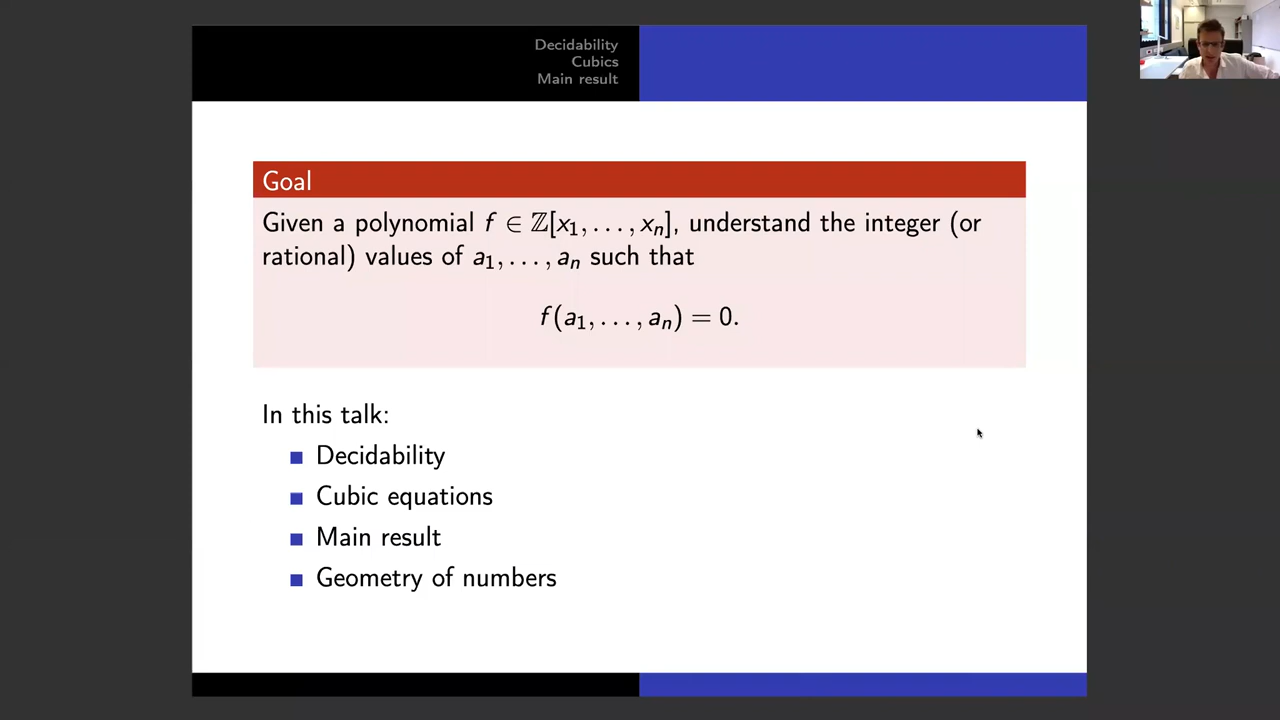 Decidability
Cubics
Main result
Goal
Given a polynomial f ∈ ℤ[x₁, . . . , xₙ], understand the integer (or
rational) values of a₁, . . . , aₙ such that
f(a₁, . . . , aₙ) = 0.
In this talk:
Decidability
Cubic equations
Main result
Geometry of numbers